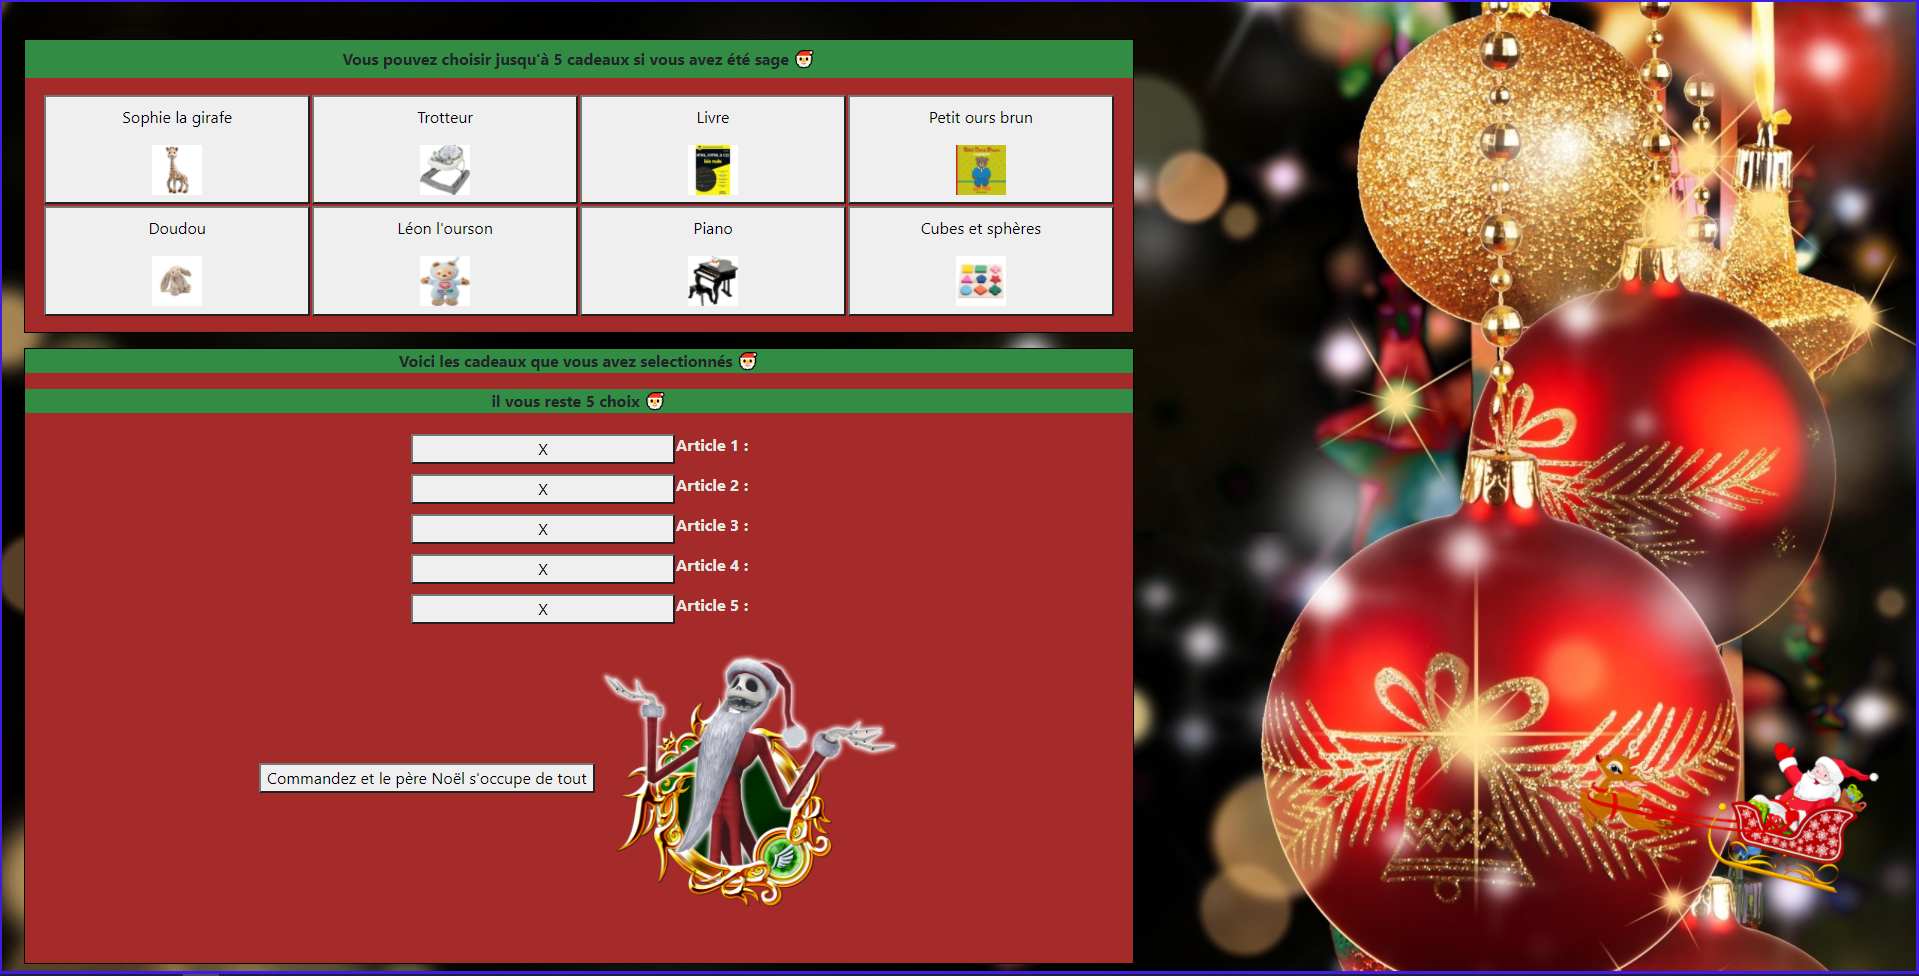 Vous pouvez choisir jusqu'à 5 cadeaux si vous avez été sage 🎅
Sophie la girafe
Trotteur
Livre
Petit ours brun
Doudou
Léon l'ourson
Piano
Cubes et sphères
Voici les cadeaux que vous avez selectionnés 🎅
il vous reste 5 choix 🎅
X Article 1 :
X Article 2 :
X Article 3 :
X Article 4 :
X Article 5 :
Commandez et le père Noël s'occupe de tout